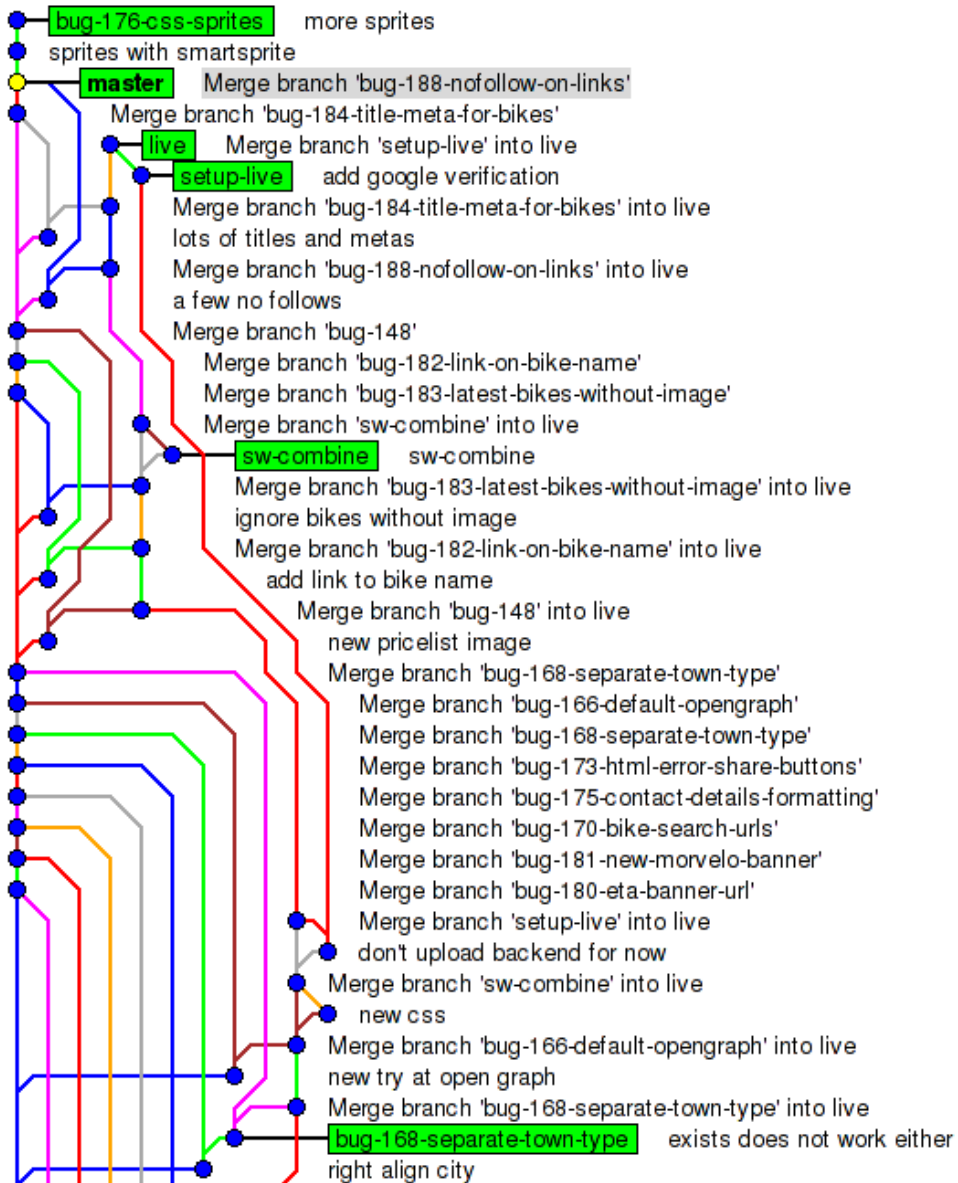 bug-176-css-sprites more sprites
sprites with smartsprite
master Merge branch 'bug-188-nofollow-on-links'
Merge branch 'bug-184-title-meta-for-bikes'
live Merge branch 'setup-live' into live
setup-live add google verification
Merge branch 'bug-184-title-meta-for-bikes' into live
lots of titles and metas
Merge branch 'bug-188-nofollow-on-links' into live
a few no follows
Merge branch 'bug-148'
Merge branch 'bug-182-link-on-bike-name'
Merge branch 'bug-183-latest-bikes-without-image'
Merge branch 'sw-combine' into live
sw-combine sw-combine
Merge branch 'bug-183-latest-bikes-without-image' into live
ignore bikes without image
Merge branch 'bug-182-link-on-bike-name' into live
add link to bike name
Merge branch 'bug-148' into live
new pricelist image
Merge branch 'bug-168-separate-town-type'
Merge branch 'bug-166-default-opengraph'
Merge branch 'bug-168-separate-town-type'
Merge branch 'bug-173-html-error-share-buttons'
Merge branch 'bug-175-contact-details-formatting'
Merge branch 'bug-170-bike-search-urls'
Merge branch 'bug-181-new-morvelo-banner'
Merge branch 'bug-180-eta-banner-url'
Merge branch 'setup-live' into live
don't upload backend for now
Merge branch 'sw-combine' into live
new css
Merge branch 'bug-166-default-opengraph' into live
new try at open graph
Merge branch 'bug-168-separate-town-type' into live
bug-168-separate-town-type exists does not work either
right align city